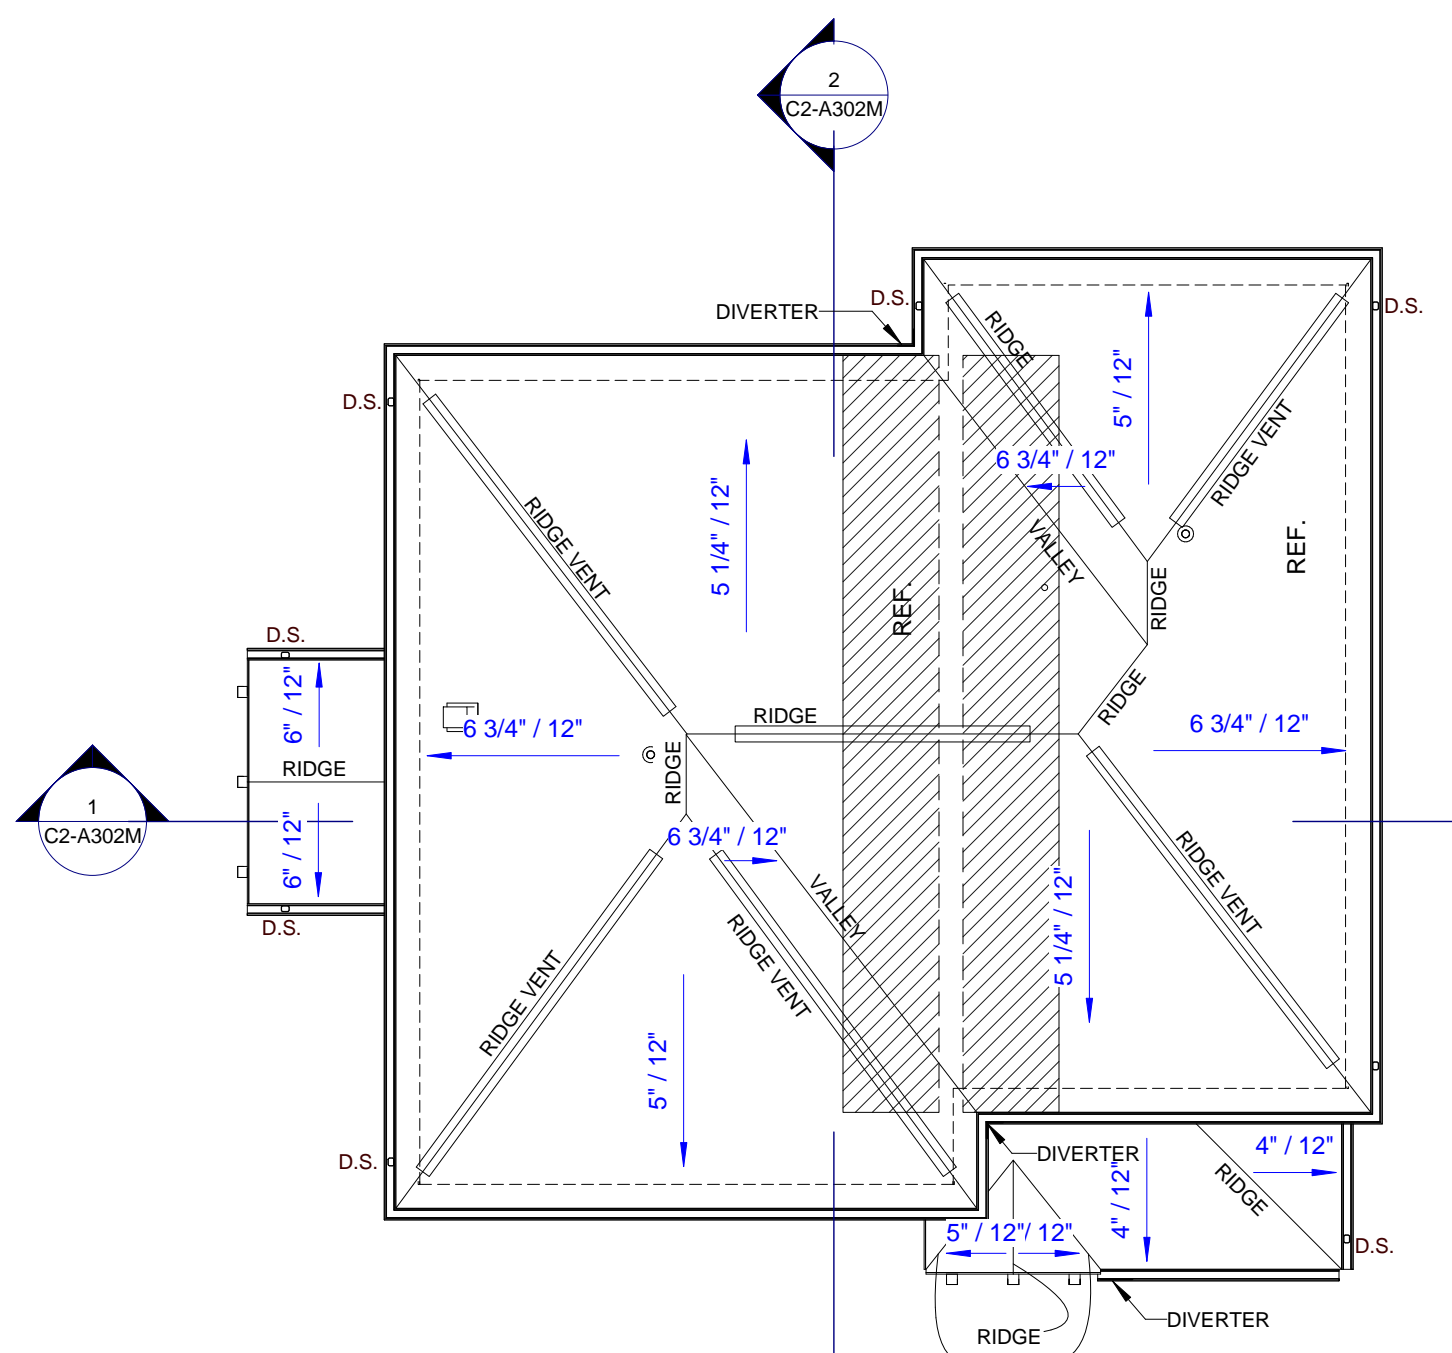 2
C2-A302M
DIVERTER
D.S.
D.S.
RIDGE
5" / 12"
RIDGE VENT
D.S.
6 3/4" / 12"
RIDGE VENT
5 1/4" / 12"
VALLEY
REF.
REF.
RIDGE
D.S.
6" / 12"
RIDGE
6 3/4" / 12"
RIDGE
RIDGE
6 3/4" / 12"
RIDGE
1
C2-A302M
6" / 12"
6 3/4" / 12"
VALLEY
RIDGE VENT
5 1/4" / 12"
D.S.
RIDGE VENT
RIDGE VENT
5" / 12"
D.S.
DIVERTER
4" / 12"
4" / 12"
RIDGE
5" / 12"
/ 12"
D.S.
DIVERTER
RIDGE